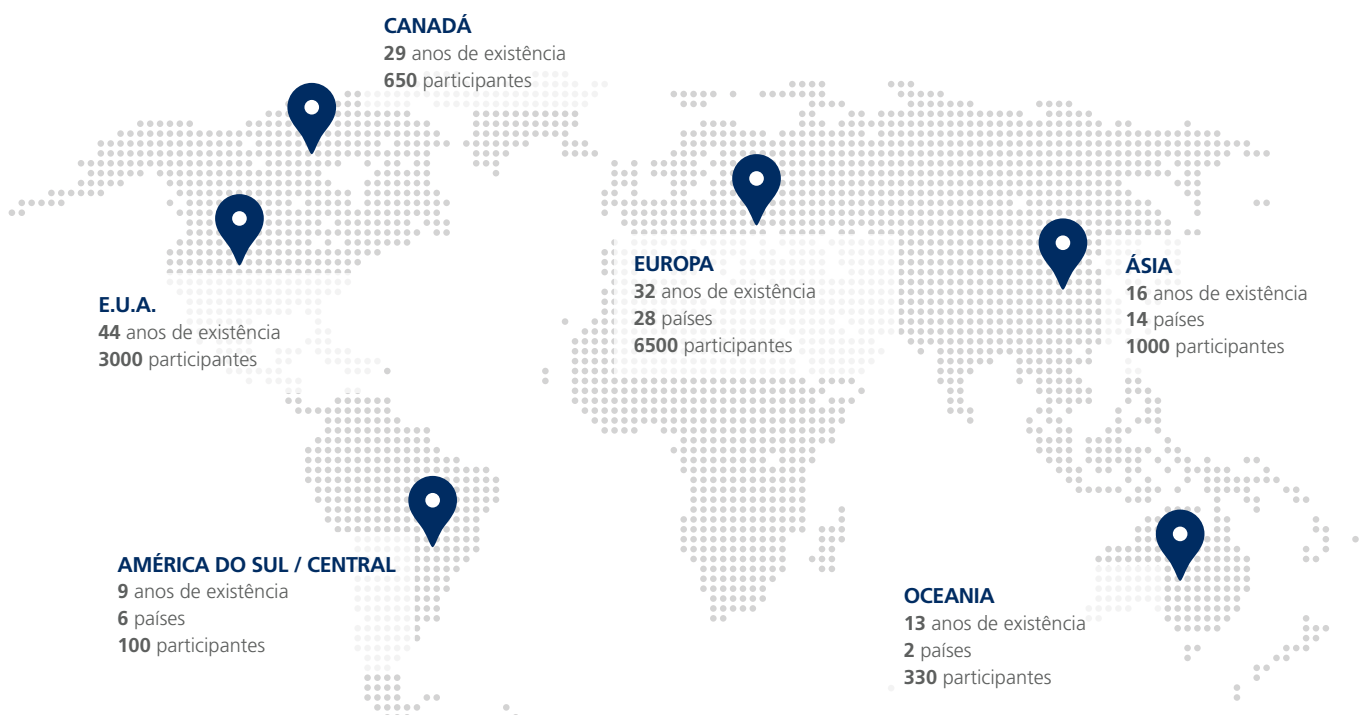 CANADÁ
29 anos de existência
650 participantes
E.U.A.
44 anos de existência
3000 participantes
EUROPA
32 anos de existência
28 países
6500 participantes
ÁSIA
16 anos de existência
14 países
1000 participantes
AMÉRICA DO SUL / CENTRAL
9 anos de existência
6 países
100 participantes
OCEANIA
13 anos de existência
2 países
330 participantes